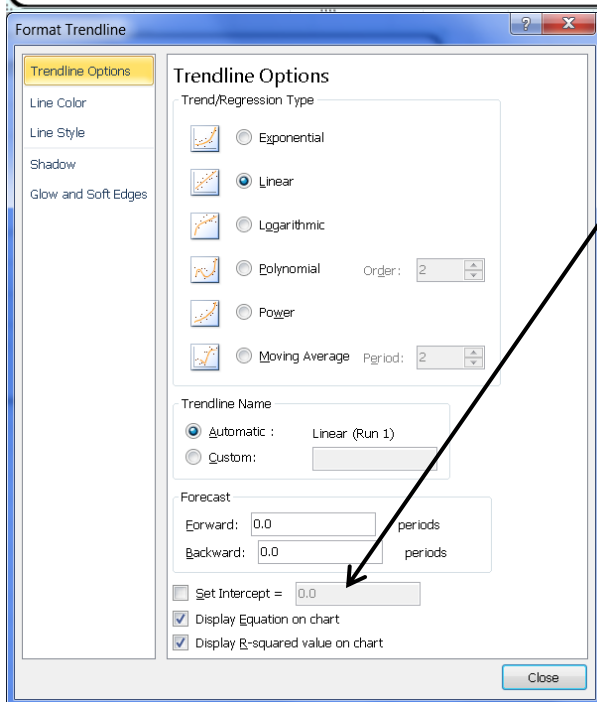 Format Trendline
Trendline Options
Line Color
Line Style
Shadow
Glow and Soft Edges
Trendline Options
Trend/Regression Type
Exponential
Linear
Logarithmic
Polynomial Order: 2
Power
Moving Average Period: 2
Trendline Name
Automatic : Linear (Run 1)
Custom:
Forecast
Forward: 0.0 periods
Backward: 0.0 periods
Set Intercept = 0.0
Display Equation on chart
Display R-squared value on chart
Close